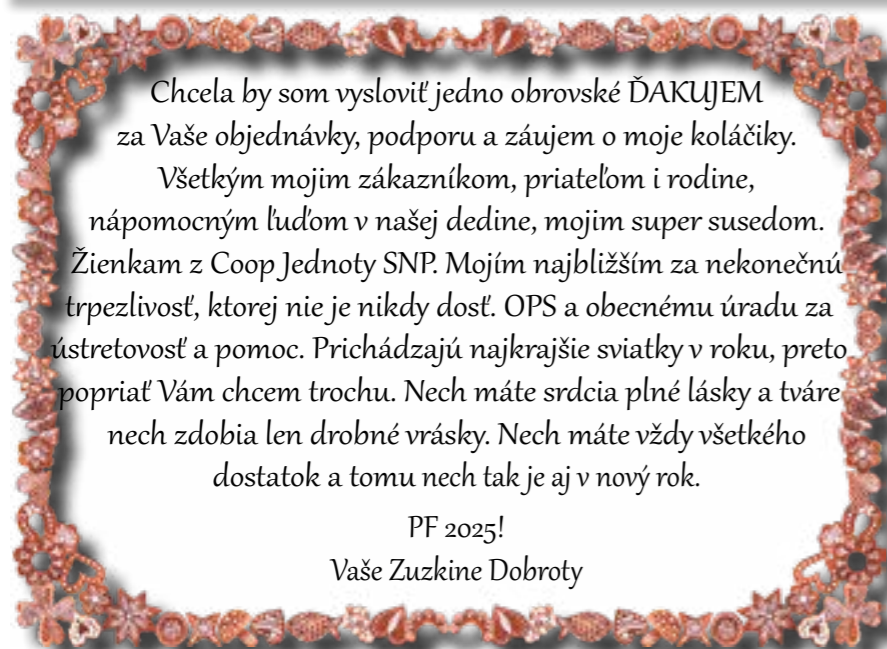 Chcela by som vysloviť jedno obrovské ĎAKUJEM
za Vaše objednávky, podporu a záujem o moje koláčiky.
Všetkým mojim zákazníkom, priateľom i rodine,
nápomocným ľuďom v našej dedine, mojim super susedom.
Žienkam z Coop Jednoty SNP. Mojím najbližším za nekonečnú
trpezlivosť, ktorej nie je nikdy dosť. OPS a obecnému úradu za
ústretovosť a pomoc. Prichádzajú najkrajšie sviatky v roku, preto
popriať Vám chcem trochu. Nech máte srdcia plné lásky a tváre
nech zdobia len drobné vrásky. Nech máte vždy všetkého
dostatok a tomu nech tak je aj v nový rok.
PF 2025!
Vaše Zuzkine Dobroty